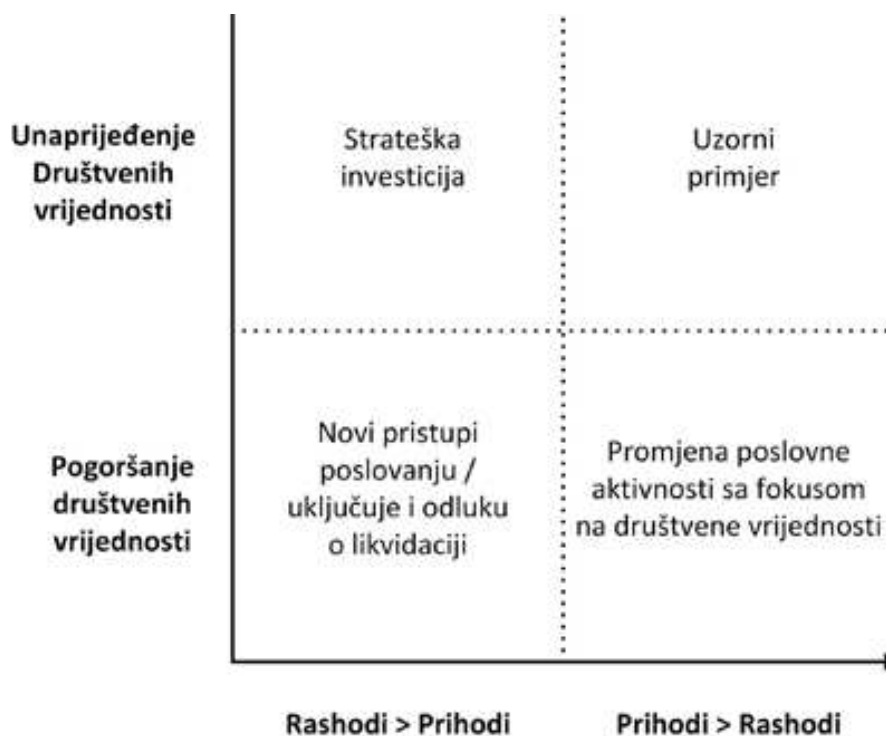 Unaprijeđenje
Društvenih
vrijednosti
Strateška
investicija
Uzorni
primjer
Pogoršanje
društvenih
vrijednosti
Novi pristupi
poslovanju /
uključuje i odluku
o likvidaciji
Promjena poslovne
aktivnosti sa fokusom
na društvene vrijednosti
Rashodi > Prihodi
Prihodi > Rashodi